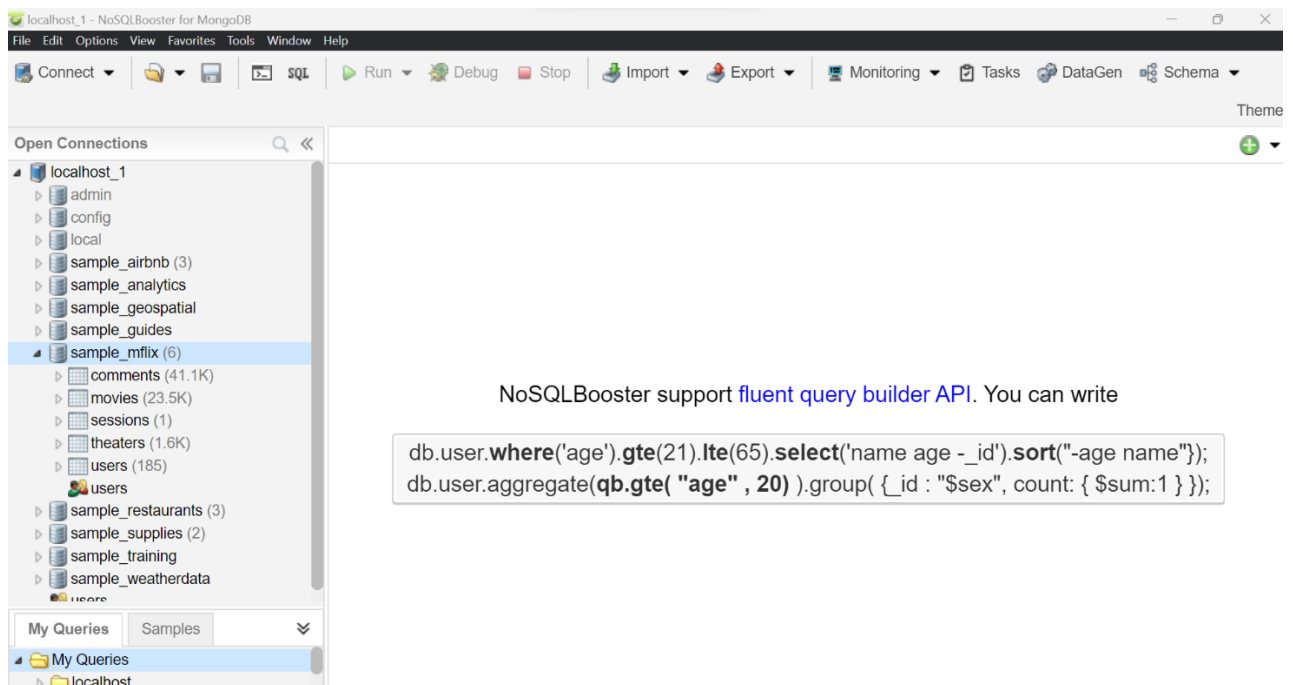 localhost_1 - NoSQLBooster for MongoDB
File Edit Options View Favorites Tools Window Help
Connect SQL Run Debug Stop Import Export Monitoring Tasks DataGen Schema
Theme
Open Connections
localhost_1
admin
config
local
sample_airbnb (3)
sample_analytics
sample_geospatial
sample_guides
sample_mflix (6)
comments (41.1K)
movies (23.5K)
sessions (1)
theaters (1.6K)
users (185)
users
sample_restaurants (3)
sample_supplies (2)
sample_training
sample_weatherdata
users
My Queries Samples
My Queries
localhost
NoSQLBooster support fluent query builder API. You can write
db.user.where('age').gte(21).lte(65).select('name age -_id').sort("-age name"});
db.user.aggregate(qb.gte( "age" , 20) ).group( {_id : "$sex", count: { $sum:1 } });